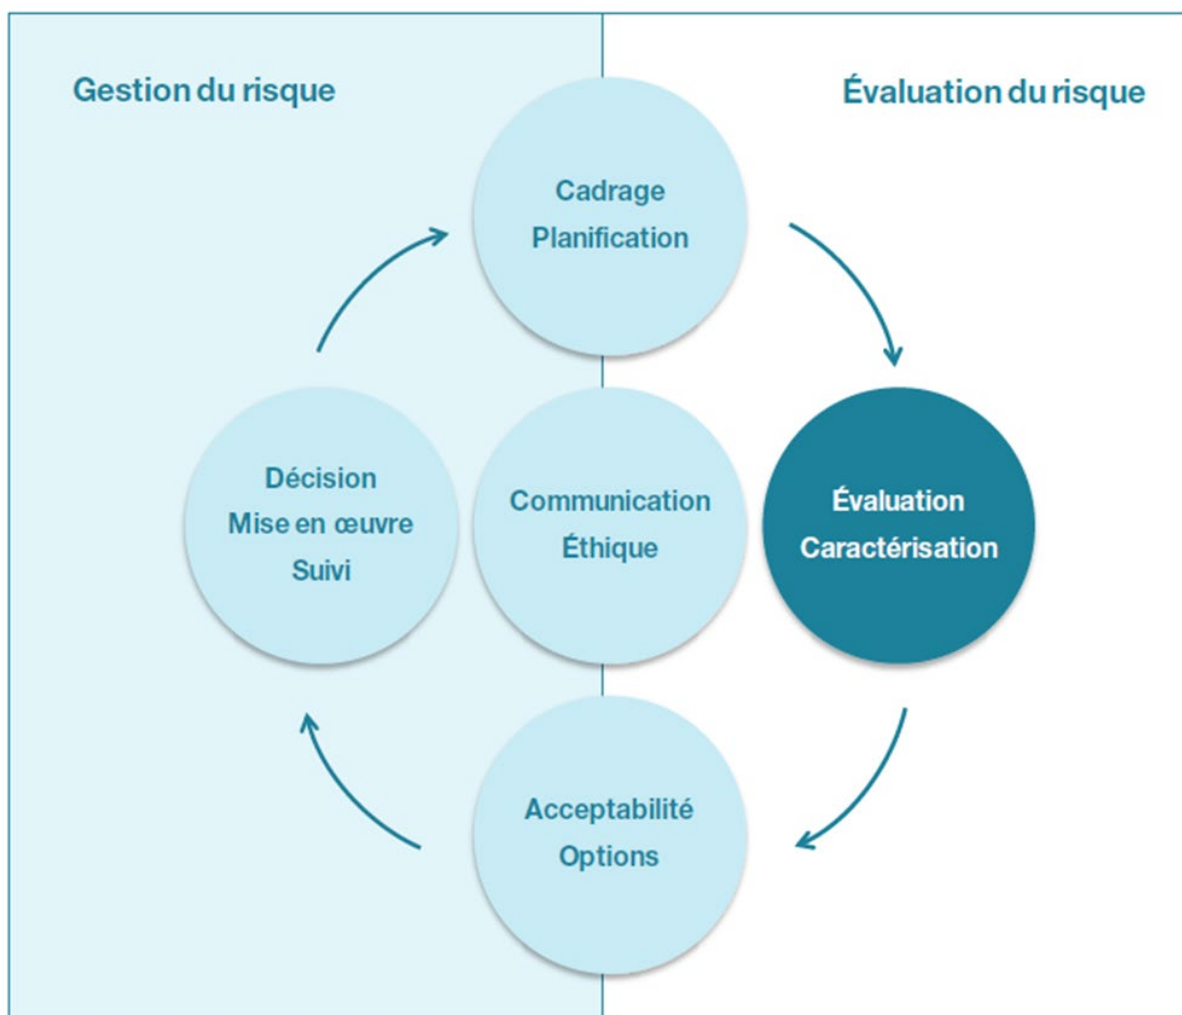 Gestion du risque
Évaluation du risque
Cadrage
Planification
Décision
Mise en œuvre
Suivi
Communication
Éthique
Évaluation
Caractérisation
Acceptabilité
Options